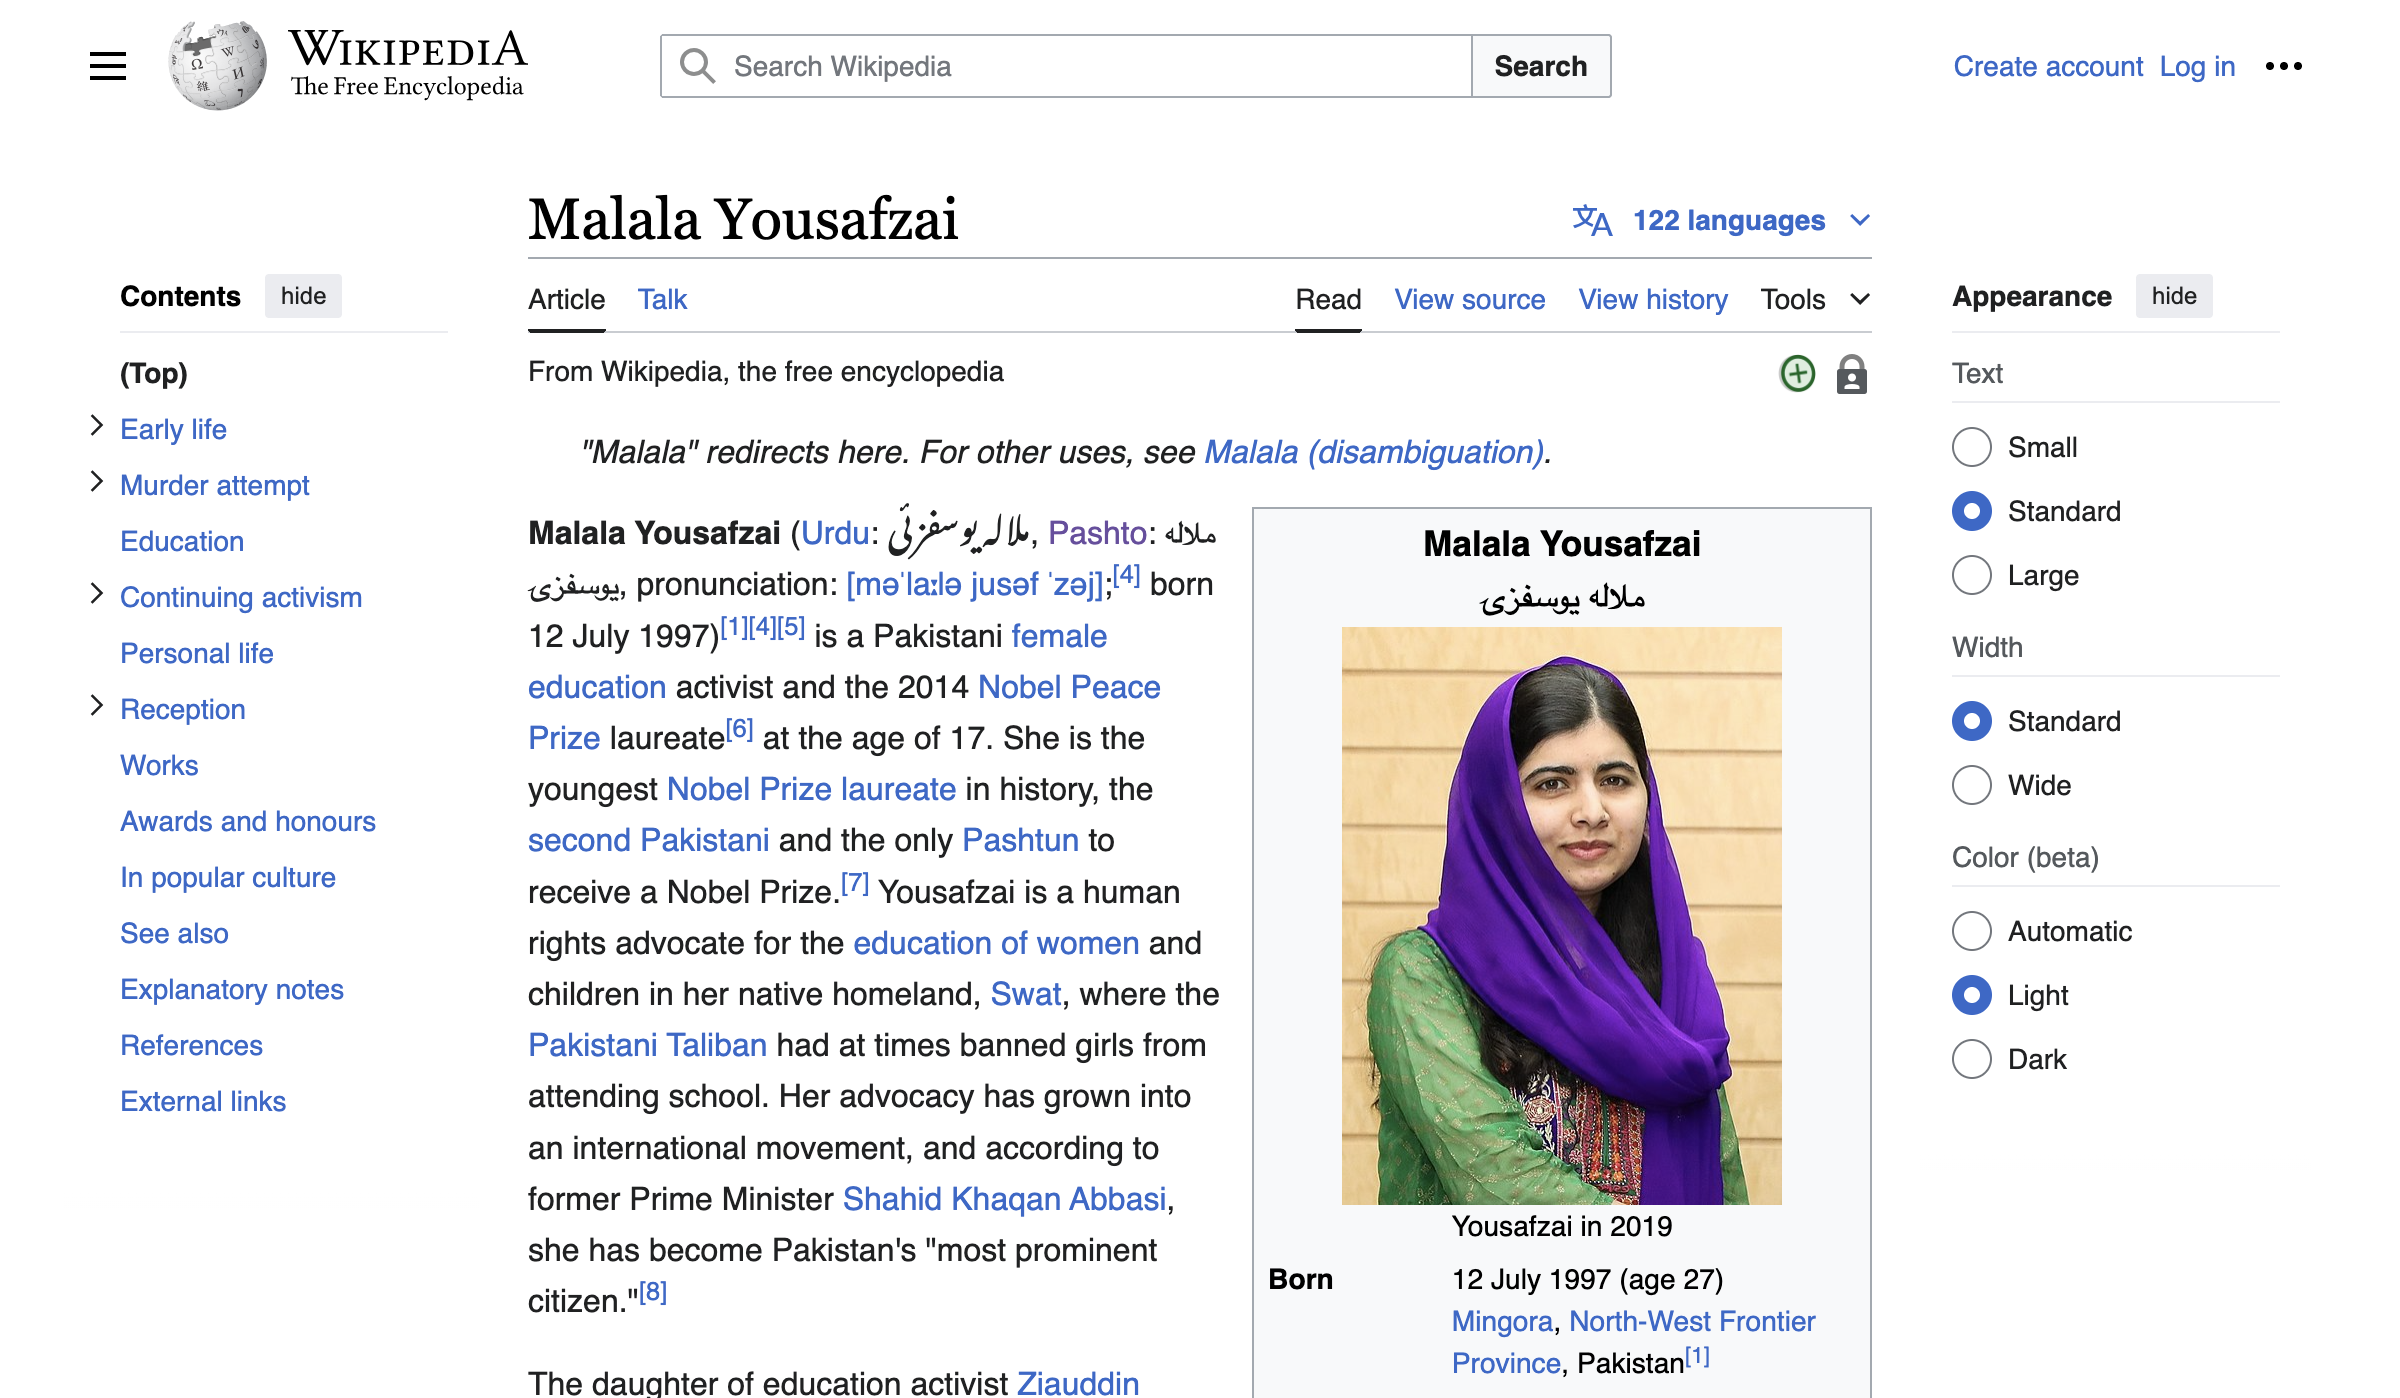 WIKIPEDIA
The Free Encyclopedia
Search Wikipedia
Search
Create account
Log in
Contents
hide
(Top)
Early life
Murder attempt
Education
Continuing activism
Personal life
Reception
Works
Awards and honours
In popular culture
See also
Explanatory notes
References
External links
Malala Yousafzai
122 languages
Article
Talk
Read
View source
View history
Tools
From Wikipedia, the free encyclopedia
"Malala" redirects here. For other uses, see Malala (disambiguation).
Malala Yousafzai (Urdu: ملالہ یوسفزئی, Pashto: ملاله
یوسفزۍ, pronunciation: [məˈlaːlə jusəf ˈzəj];[4] born
12 July 1997)[1][4][5] is a Pakistani female
education activist and the 2014 Nobel Peace
Prize laureate[6] at the age of 17. She is the
youngest Nobel Prize laureate in history, the
second Pakistani and the only Pashtun to
receive a Nobel Prize.[7] Yousafzai is a human
rights advocate for the education of women and
children in her native homeland, Swat, where the
Pakistani Taliban had at times banned girls from
attending school. Her advocacy has grown into
an international movement, and according to
former Prime Minister Shahid Khaqan Abbasi,
she has become Pakistan's "most prominent
citizen."[8]
The daughter of education activist Ziauddin
Malala Yousafzai
ملاله یوسفزۍ
Yousafzai in 2019
Born
12 July 1997 (age 27)
Mingora, North-West Frontier
Province, Pakistan[1]
Appearance
hide
Text
Small
Standard
Large
Width
Standard
Wide
Color (beta)
Automatic
Light
Dark